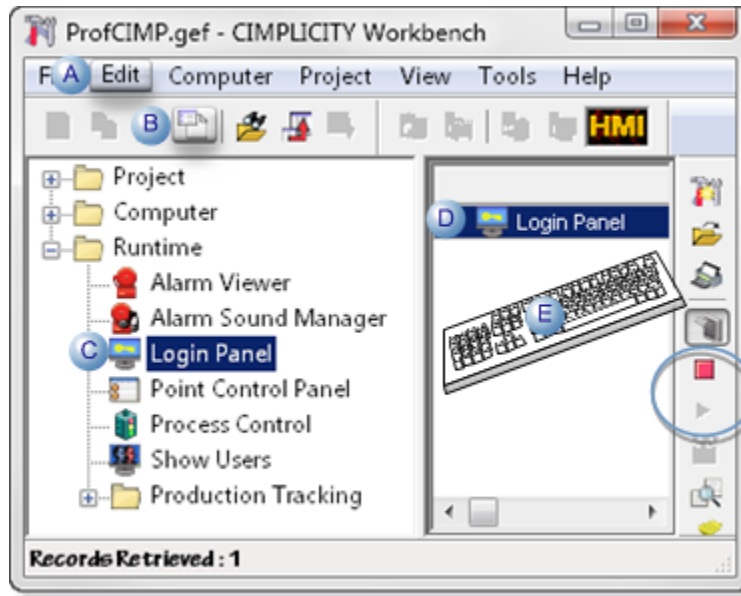 ProfCIMP.gef - CIMPLICITY Workbench
F A Edit Computer Project View Tools Help
B HMI
Project
Computer
Runtime
Alarm Viewer
Alarm Sound Manager
C Login Panel
Point Control Panel
Process Control
Show Users
Production Tracking
D Login Panel
E
Records Retrieved : 1